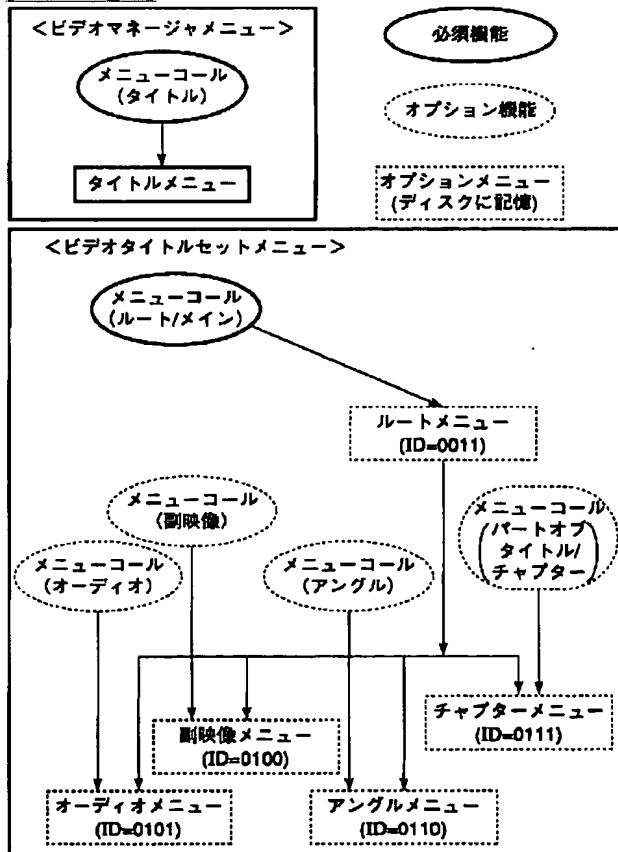 <ビデオマネージャメニュー>
メニューコール
(タイトル)
タイトルメニュー
必須機能
オプション機能
オプションメニュー
(ディスクに記憶)
<ビデオタイトルセットメニュー>
メニューコール
(ルート/メイン)
ルートメニュー
(ID=0011)
メニューコール
(副映像)
メニューコール
(オーディオ)
メニューコール
(アングル)
メニューコール
(パートオブ
タイトル/
チャプター)
副映像メニュー
(ID=0100)
チャプターメニュー
(ID=0111)
オーディオメニュー
(ID=0101)
アングルメニュー
(ID=0110)